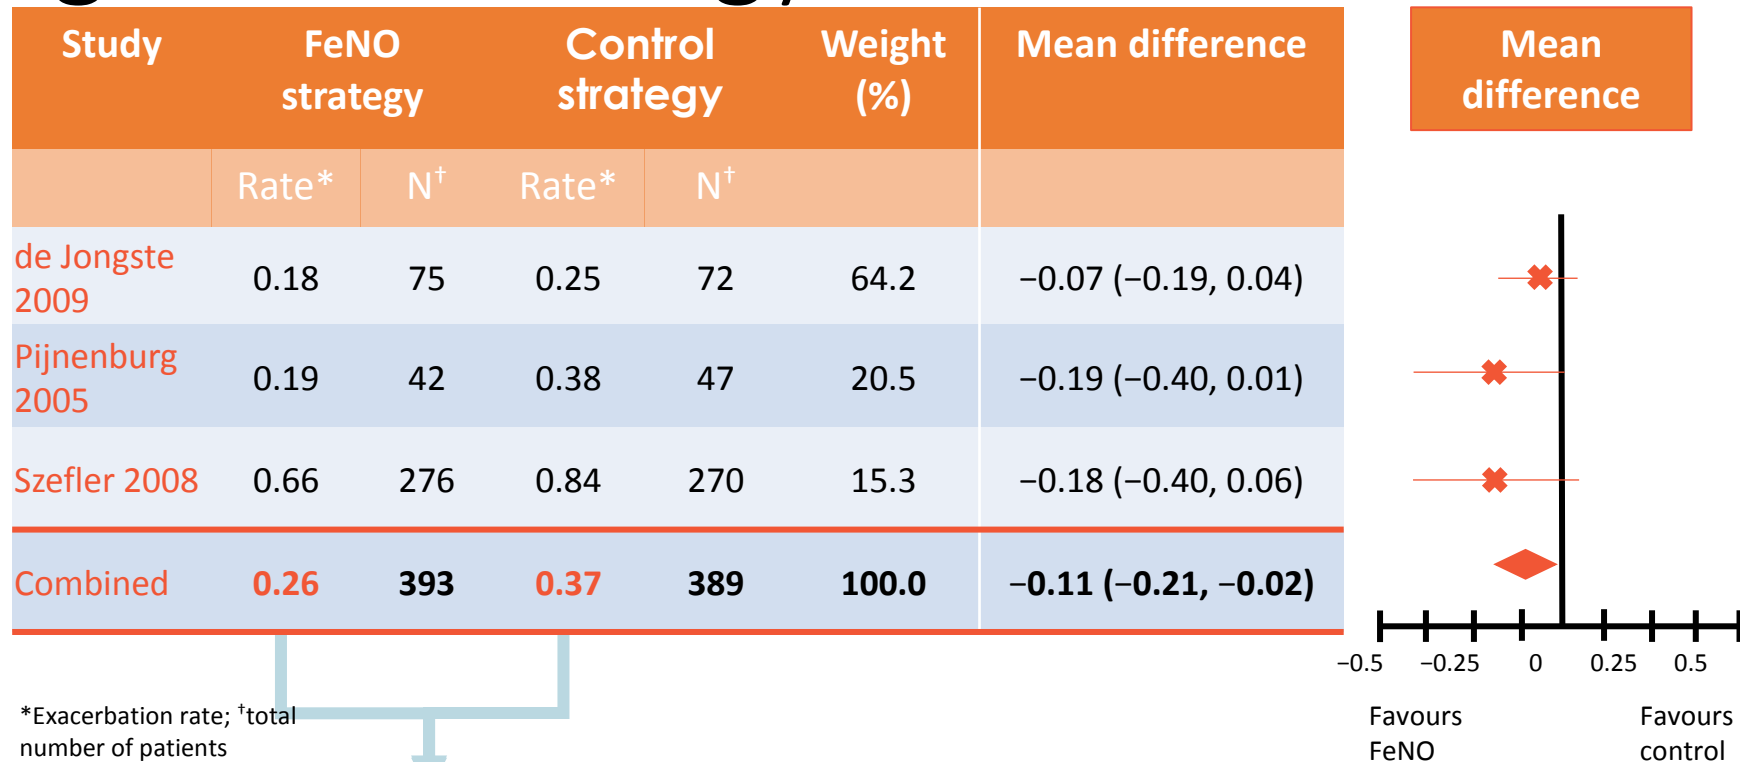 Study FeNO strategy Control strategy Weight (%) Mean difference Mean difference
Rate* N† Rate* N†
de Jongste 2009 0.18 75 0.25 72 64.2 −0.07 (−0.19, 0.04)
Pijnenburg 2005 0.19 42 0.38 47 20.5 −0.19 (−0.40, 0.01)
Szefler 2008 0.66 276 0.84 270 15.3 −0.18 (−0.40, 0.06)
Combined 0.26 393 0.37 389 100.0 −0.11 (−0.21, −0.02)
−0.5 −0.25 0 0.25 0.5
*Exacerbation rate; †total
number of patients
Favours
FeNO
Favours
control